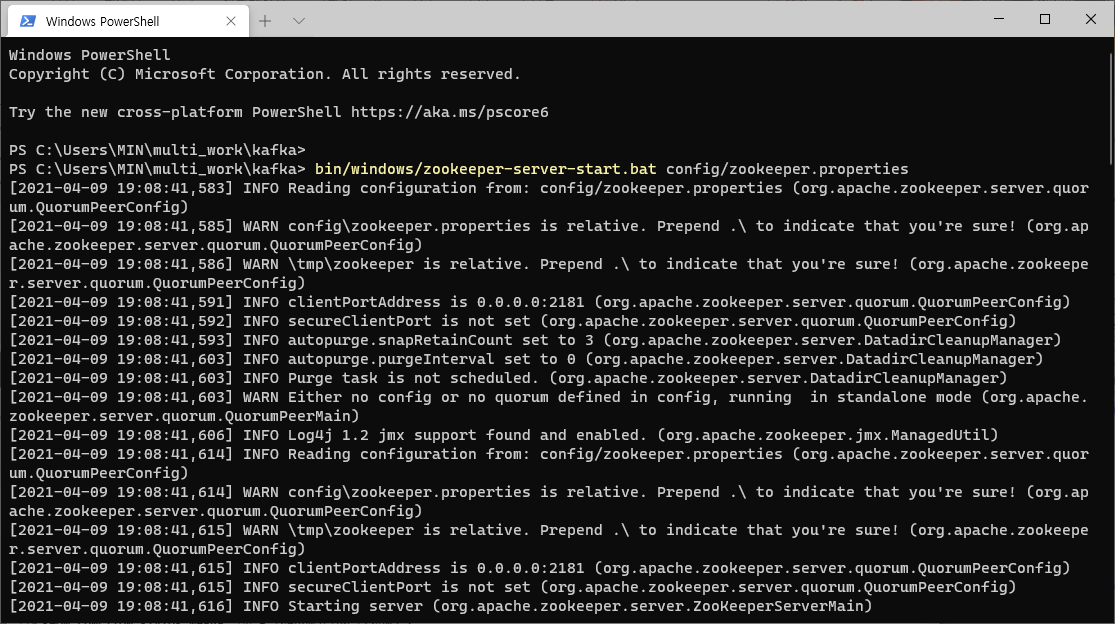 Windows PowerShell
Windows PowerShell
Copyright (C) Microsoft Corporation. All rights reserved.
Try the new cross-platform PowerShell https://aka.ms/pscore6
PS C:\Users\MIN\multi_work\kafka>
PS C:\Users\MIN\multi_work\kafka> bin/windows/zookeeper-server-start.bat config/zookeeper.properties
[2021-04-09 19:08:41,583] INFO Reading configuration from: config/zookeeper.properties (org.apache.zookeeper.server.quor
um.QuorumPeerConfig)
[2021-04-09 19:08:41,585] WARN config\zookeeper.properties is relative. Prepend .\ to indicate that you're sure! (org.ap
ache.zookeeper.server.quorum.QuorumPeerConfig)
[2021-04-09 19:08:41,586] WARN \tmp\zookeeper is relative. Prepend .\ to indicate that you're sure! (org.apache.zookeepe
r.server.quorum.QuorumPeerConfig)
[2021-04-09 19:08:41,591] INFO clientPortAddress is 0.0.0.0:2181 (org.apache.zookeeper.server.quorum.QuorumPeerConfig)
[2021-04-09 19:08:41,592] INFO secureClientPort is not set (org.apache.zookeeper.server.quorum.QuorumPeerConfig)
[2021-04-09 19:08:41,593] INFO autopurge.snapRetainCount set to 3 (org.apache.zookeeper.server.DatadirCleanupManager)
[2021-04-09 19:08:41,603] INFO autopurge.purgeInterval set to 0 (org.apache.zookeeper.server.DatadirCleanupManager)
[2021-04-09 19:08:41,603] INFO Purge task is not scheduled. (org.apache.zookeeper.server.DatadirCleanupManager)
[2021-04-09 19:08:41,603] WARN Either no config or no quorum defined in config, running  in standalone mode (org.apache.
zookeeper.server.quorum.QuorumPeerMain)
[2021-04-09 19:08:41,606] INFO Log4j 1.2 jmx support found and enabled. (org.apache.zookeeper.jmx.ManagedUtil)
[2021-04-09 19:08:41,614] INFO Reading configuration from: config/zookeeper.properties (org.apache.zookeeper.server.quor
um.QuorumPeerConfig)
[2021-04-09 19:08:41,614] WARN config\zookeeper.properties is relative. Prepend .\ to indicate that you're sure! (org.ap
ache.zookeeper.server.quorum.QuorumPeerConfig)
[2021-04-09 19:08:41,615] WARN \tmp\zookeeper is relative. Prepend .\ to indicate that you're sure! (org.apache.zookeepe
r.server.quorum.QuorumPeerConfig)
[2021-04-09 19:08:41,615] INFO clientPortAddress is 0.0.0.0:2181 (org.apache.zookeeper.server.quorum.QuorumPeerConfig)
[2021-04-09 19:08:41,615] INFO secureClientPort is not set (org.apache.zookeeper.server.quorum.QuorumPeerConfig)
[2021-04-09 19:08:41,616] INFO Starting server (org.apache.zookeeper.server.ZooKeeperServerMain)